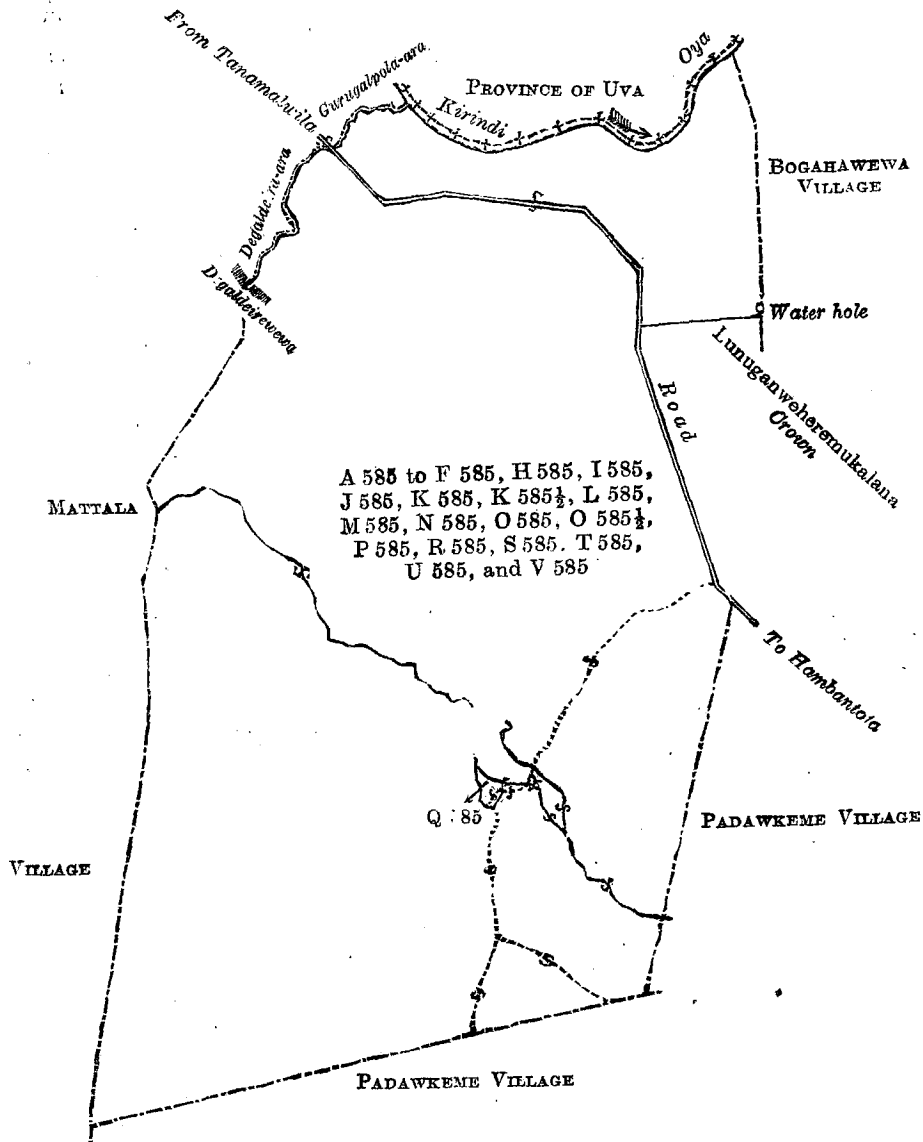 From Tanamalwila
Gurugalpola-ara
Oya
PROVINCE OF UVA
Kirindi
BOGAHAWEWA
VILLAGE
Water hole
Lunuganweheremukalana
Crown
Road
MATTALA
A 585 to F 585, H 585, I 585,
J 585, K 585, K 585½, L 585,
M 585, N 585, O 585, O 585½,
P 585, R 585, S 585. T 585,
U 585, and V 585
To Hambantota
Q 585
PADAWKEME VILLAGE
VILLAGE
PADAWKEME VILLAGE